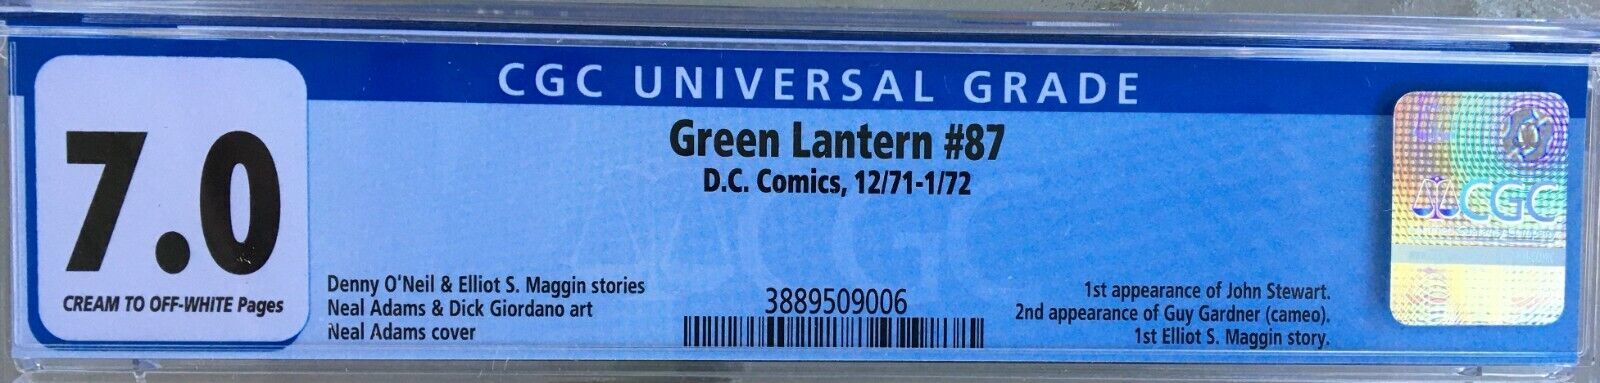 CGC UNIVERSAL GRADE
7.0
CREAM TO OFF-WHITE Pages
Green Lantern #87
D.C. Comics, 12/71-1/72
CGC
Denny O'Neil & Elliot S. Maggin stories
Neal Adams & Dick Giordano art
Neal Adams cover
3889509006
1st appearance of John Stewart.
2nd appearance of Guy Gardner (cameo).
1st Elliot S. Maggin story.
CGC